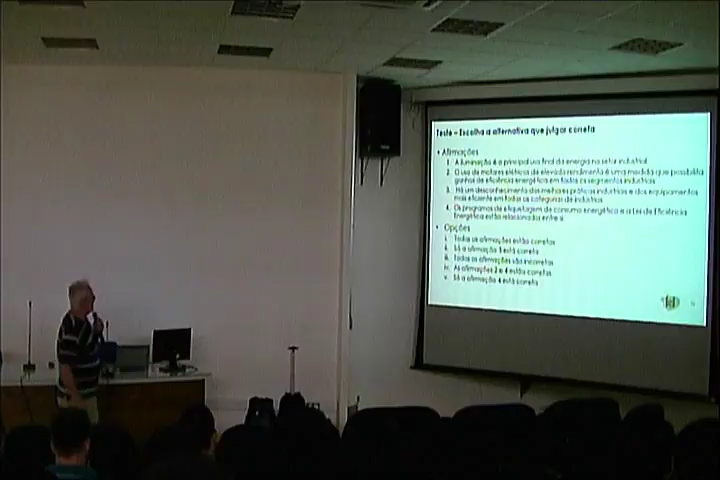 Teste – Escolha a alternativa que julgar correta
• Afirmações
1. A iluminação é o principal uso final da energia no setor industrial
2. O uso de motores elétricos de elevado rendimento é uma medida que possibilita
ganhos de eficiência energética em todos os segmentos industriais
3. Há um desconhecimento das melhores práticas industriais e dos equipamentos
mais eficiente em todas as categorias de indústrias
4. Os programas de etiquetagem de consumo energético e a Lei de Eficiência
Energética estão relacionados entre si
• Opções
i. Todas as afirmações estão corretas
ii. Só a afirmação 1 está correta
iii. Todas as afirmações são incorretas
iv. As afirmações 2 e 4 estão corretas
v. Só a afirmação 4 está correta